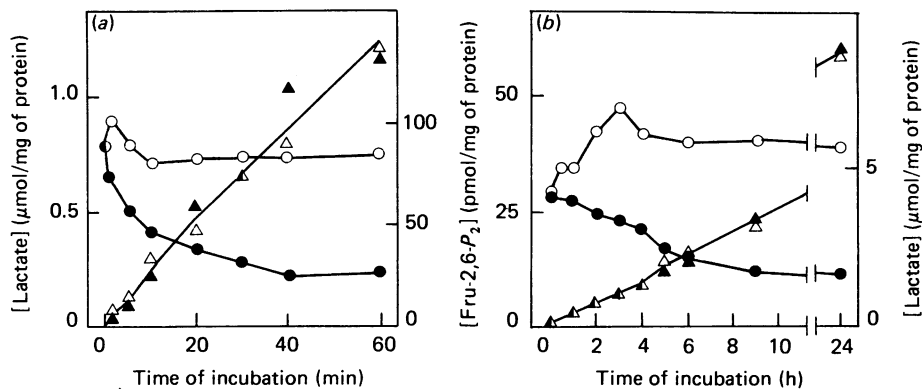 (a)
[Lactate] (μmol/mg of protein)
1.0
0.5
0
100
50
0
0 20 40 60
Time of incubation (min)
(b)
[Fru-2,6-P₂] (pmol/mg of protein)
50
25
0
5
0
0 2 4 6 8 10 24
Time of incubation (h)
[Lactate] (μmol/mg of protein)